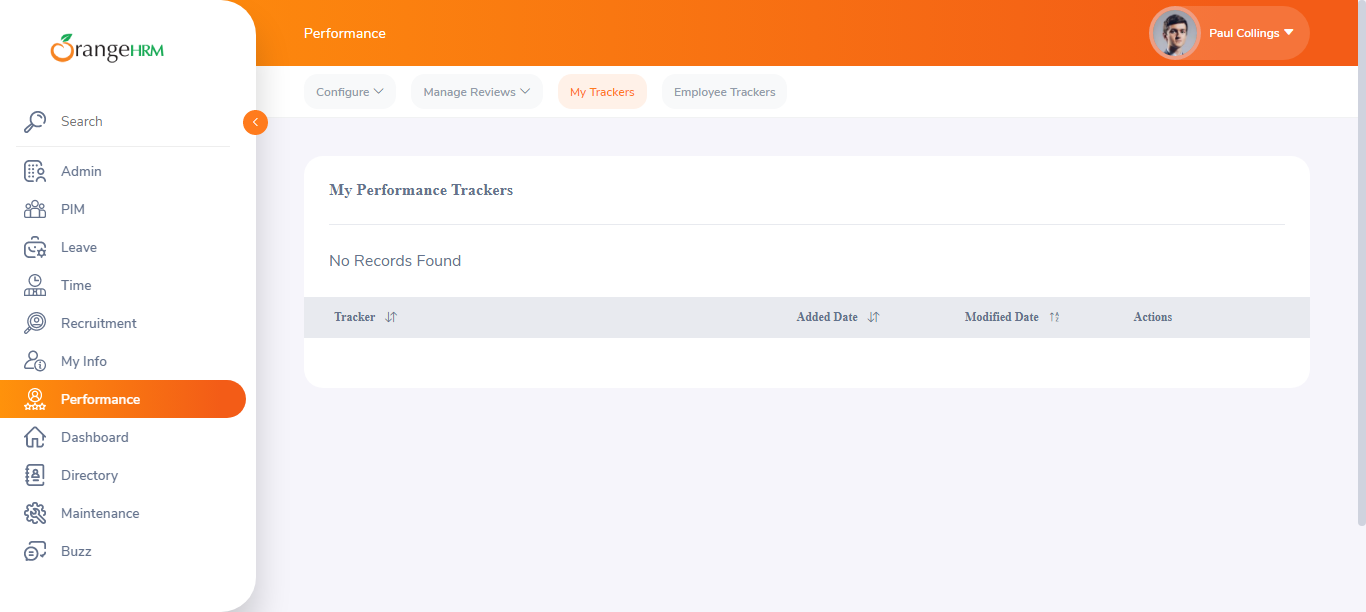 OrangeHRM
Performance
Paul Collings
Configure
Manage Reviews
My Trackers
Employee Trackers
Search
Admin
PIM
Leave
Time
Recruitment
My Info
Performance
Dashboard
Directory
Maintenance
Buzz
My Performance Trackers
No Records Found
Tracker Added Date Modified Date Actions